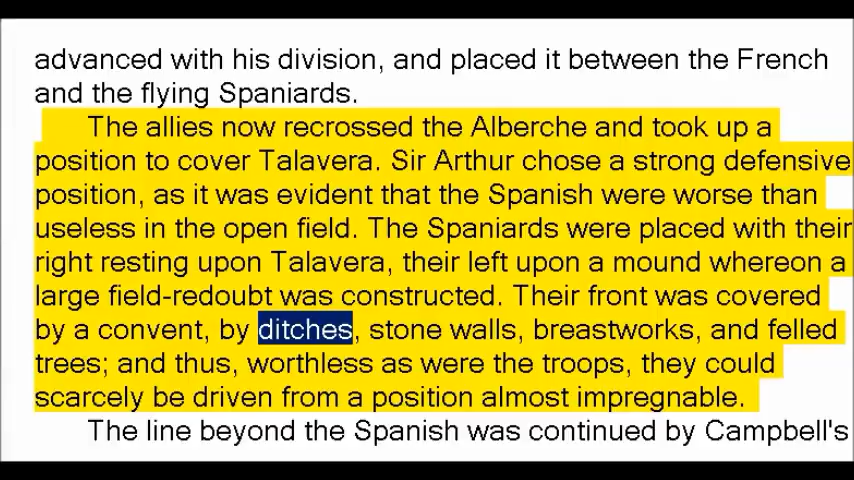 advanced with his division, and placed it between the French
and the flying Spaniards.
The allies now recrossed the Alberche and took up a
position to cover Talavera. Sir Arthur chose a strong defensive
position, as it was evident that the Spanish were worse than
useless in the open field. The Spaniards were placed with their
right resting upon Talavera, their left upon a mound whereon a
large field-redoubt was constructed. Their front was covered
by a convent, by ditches, stone walls, breastworks, and felled
trees; and thus, worthless as were the troops, they could
scarcely be driven from a position almost impregnable.
The line beyond the Spanish was continued by Campbell's